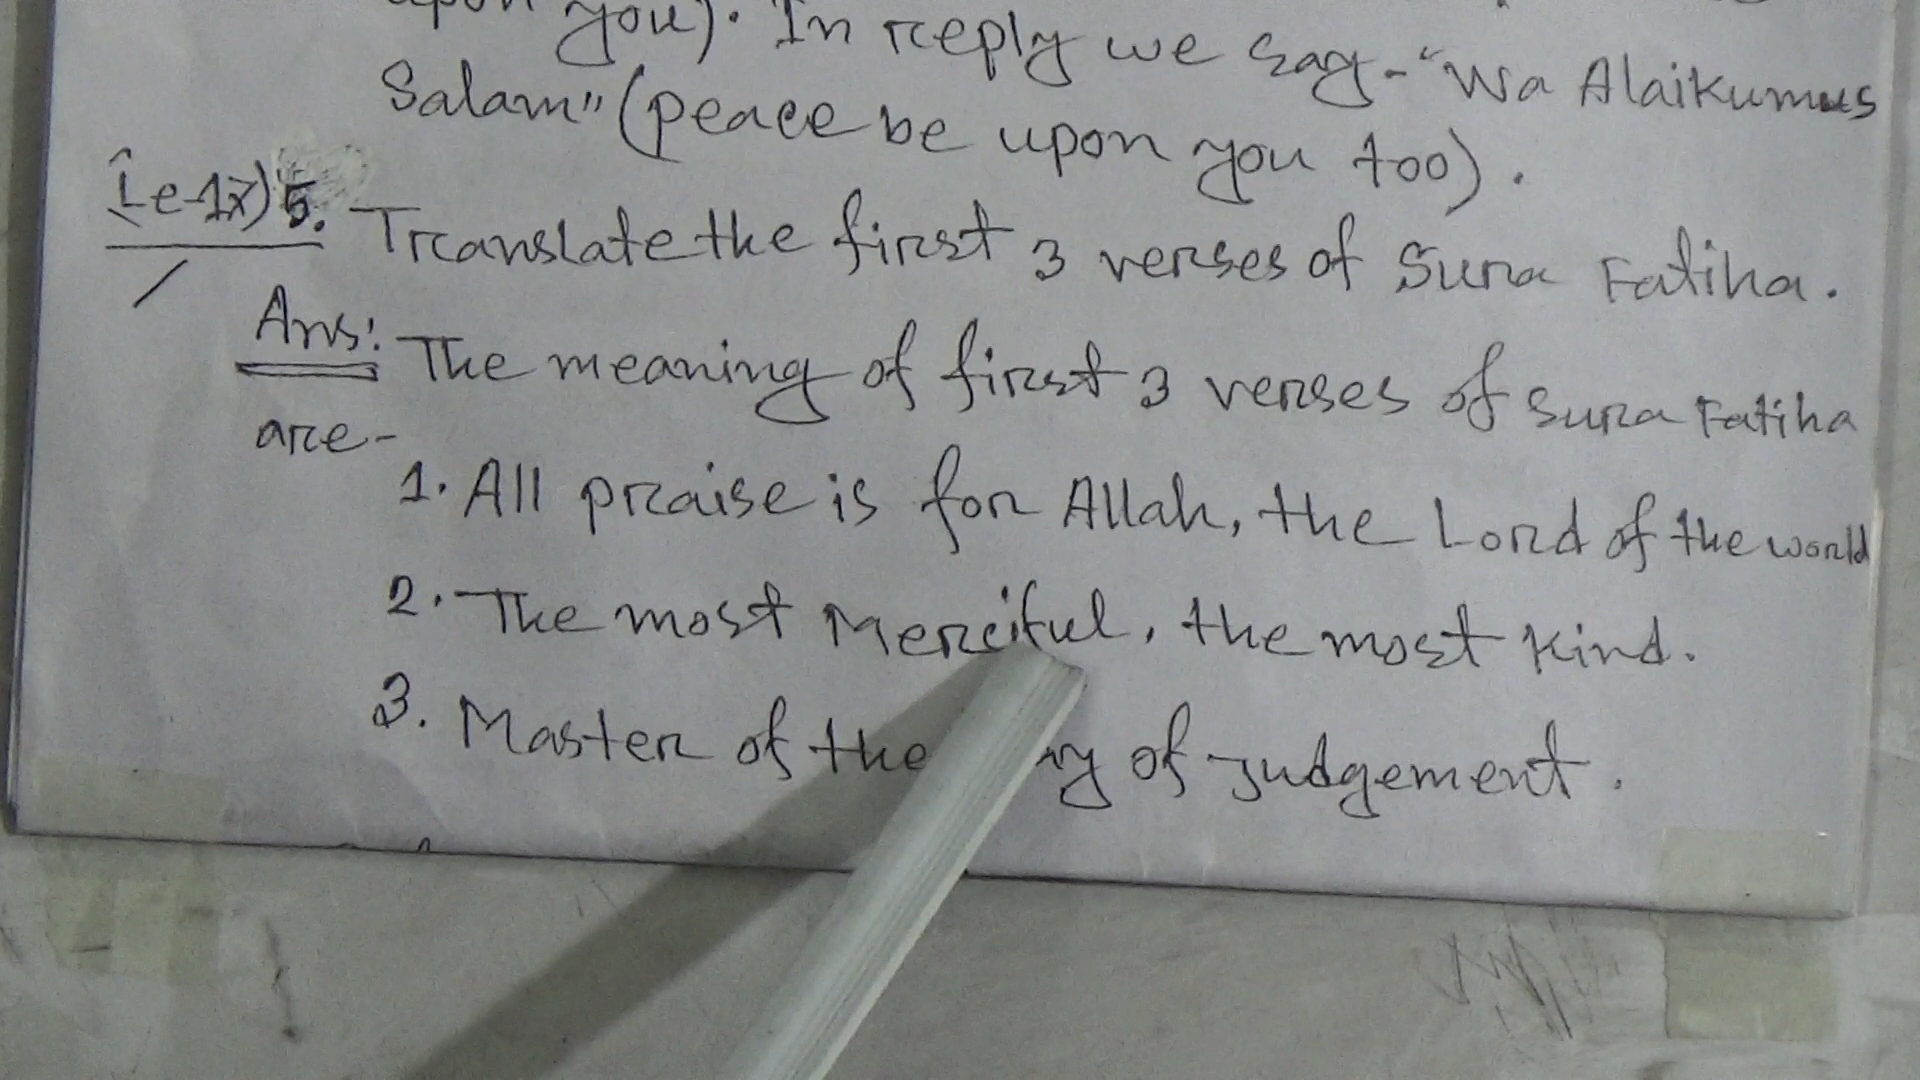 upon you). In reply we say-"Wa Alaikumus
Salam" (peace be upon you too).
(Le-17) 5. Translate the first 3 verses of Sura Fatiha.
Ans: The meaning of first 3 verses of Sura Fatiha
are-
1. All praise is for Allah, the Lord of the world
2. The most Merciful, the most Kind.
3. Master of the of Judgement.